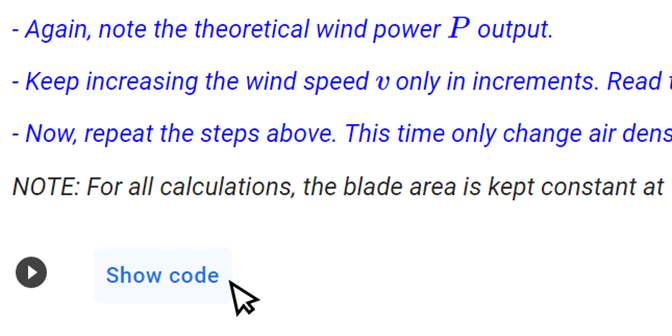 - Again, note the theoretical wind power P output.
- Keep increasing the wind speed v only in increments. Read
- Now, repeat the steps above. This time only change air dens
NOTE: For all calculations, the blade area is kept constant at
Show code